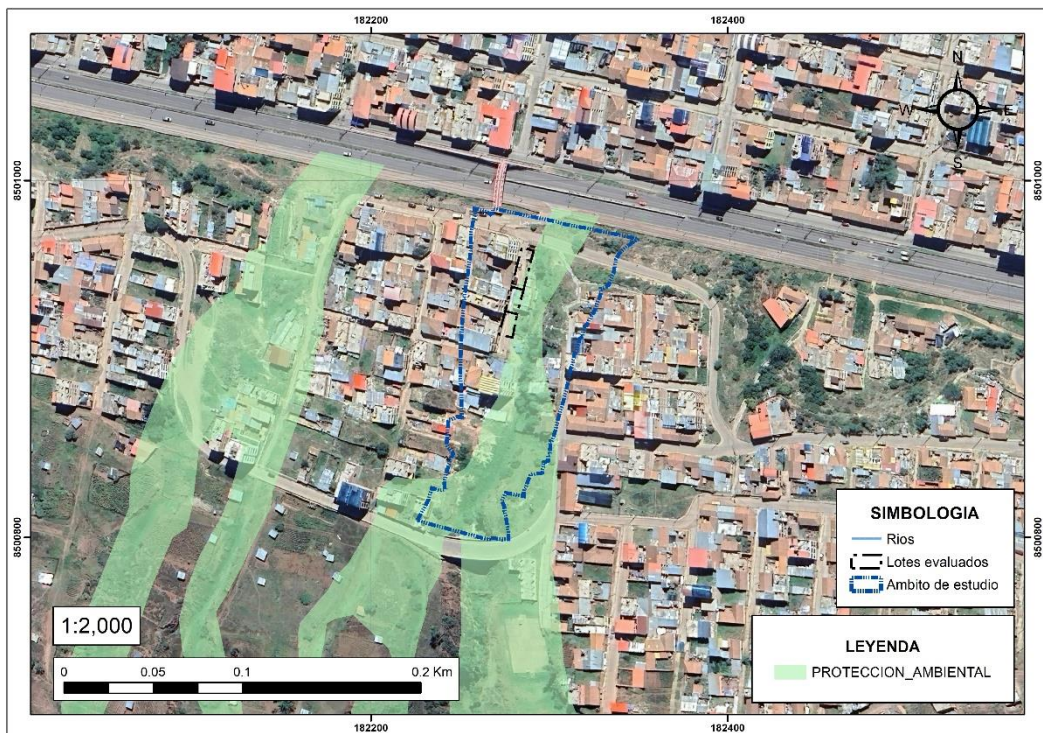 182200
182400
8501000
8501000
N
W
E
S
8500800
8500800
SIMBOLOGIA
Rios
Lotes evaluados
Ambito de estudio
1:2,000
0 0.05 0.1 0.2 Km
LEYENDA
PROTECCION_AMBIENTAL
182200
182400